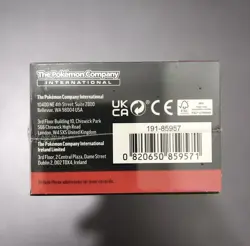 The Pokémon Company
INTERNATIONAL
The Pokémon Company International
10400 NE 4th Street, Suite 2800
Bellevue, WA 98004 USA
3rd Floor Building 10, Chiswick Park
566 Chiswick High Road
London, W4 5XS United Kingdom
The Pokémon Company International
Ireland Limited
3rd Floor, 2 Central Plaza, Dame Street
Dublin 2, D02 T0X4, Ireland
UK
CA
CE
FSC
191-85957
0 820650 859571